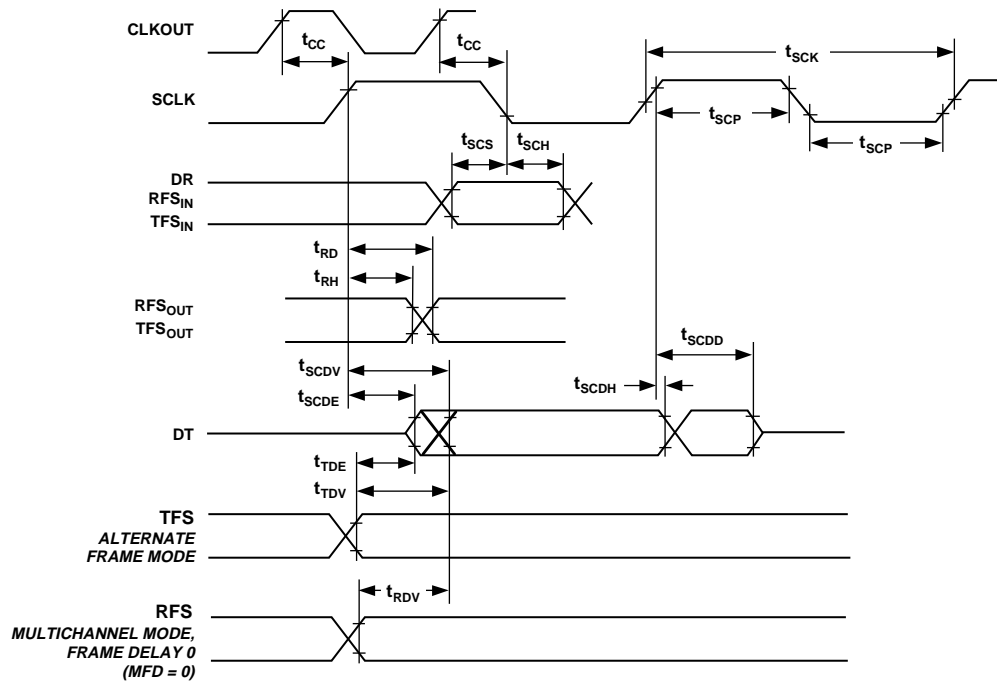 CLKOUT
tCC
tCC
tSCK
SCLK
tSCP
tSCP
tSCS
tSCH
DR
RFSIN
TFSIN
tRD
tRH
RFSOUT
TFSOUT
tSCDV
tSCDE
tSCDD
tSCDH
DT
tTDE
tTDV
TFS
ALTERNATE
FRAME MODE
tRDV
RFS
MULTICHANNEL MODE,
FRAME DELAY 0
(MFD = 0)